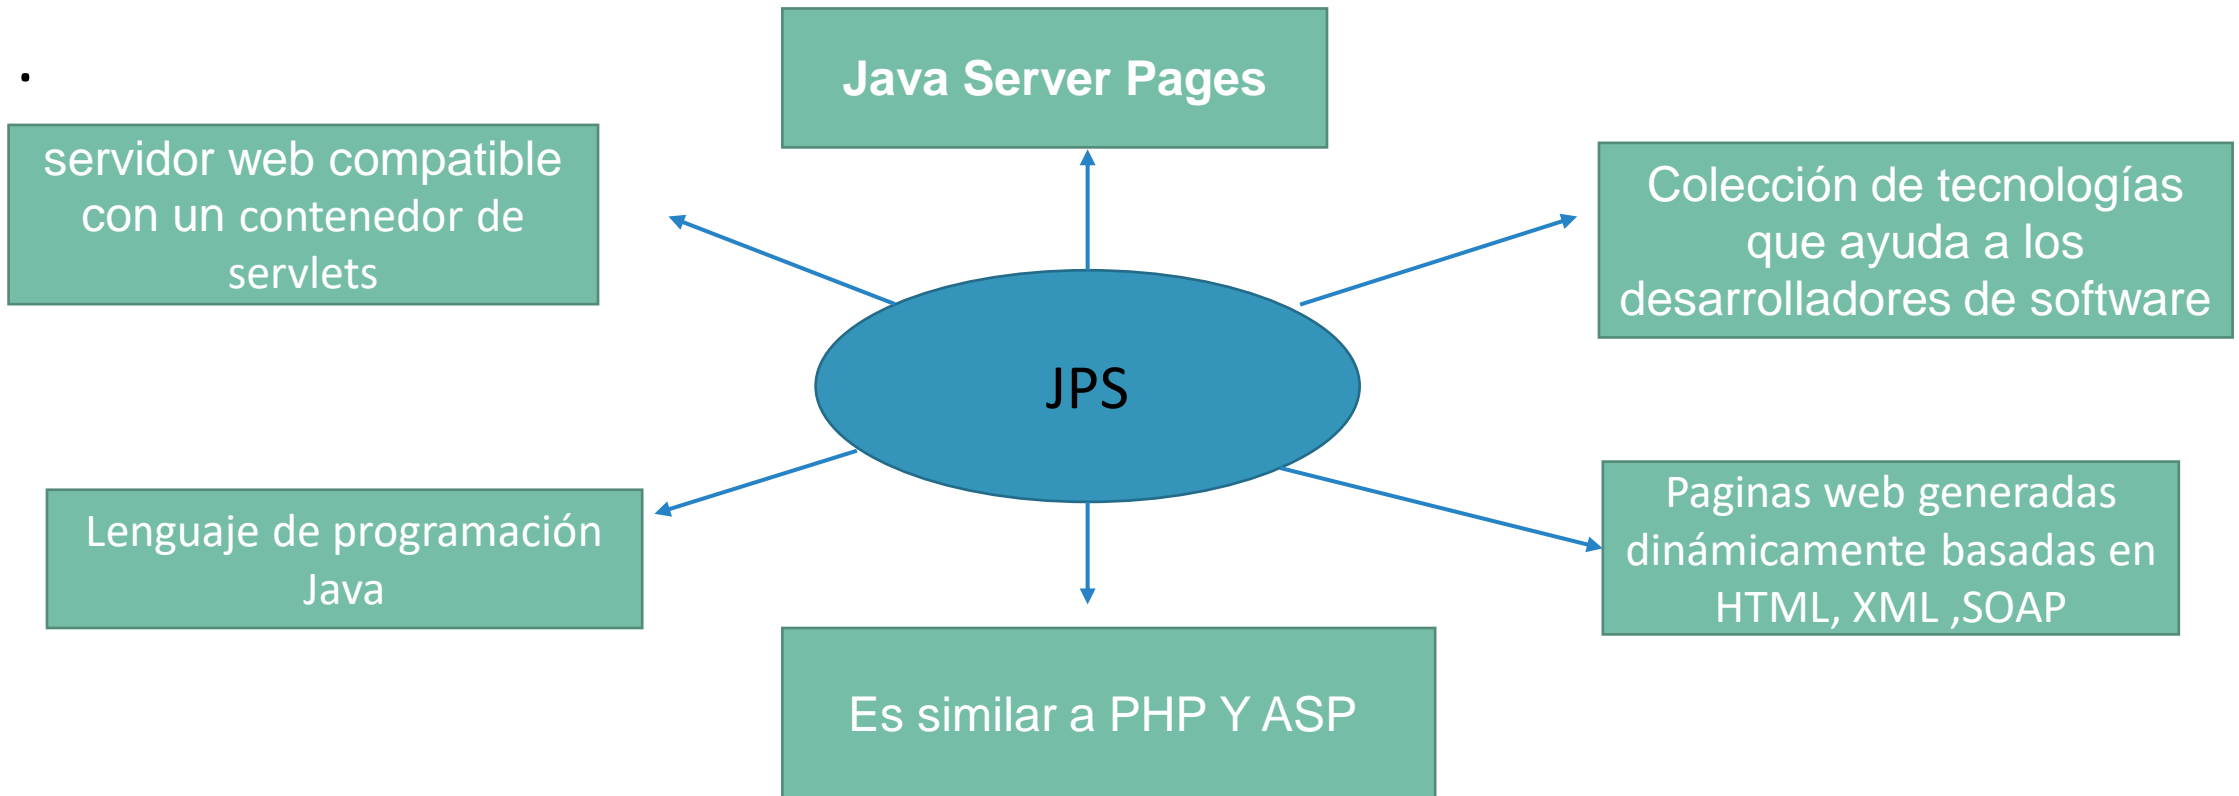 .
Java Server Pages
servidor web compatible
con un contenedor de
servlets
Colección de tecnologías
que ayuda a los
desarrolladores de software
JPS
Lenguaje de programación
Java
Paginas web generadas
dinámicamente basadas en
HTML, XML ,SOAP
Es similar a PHP Y ASP